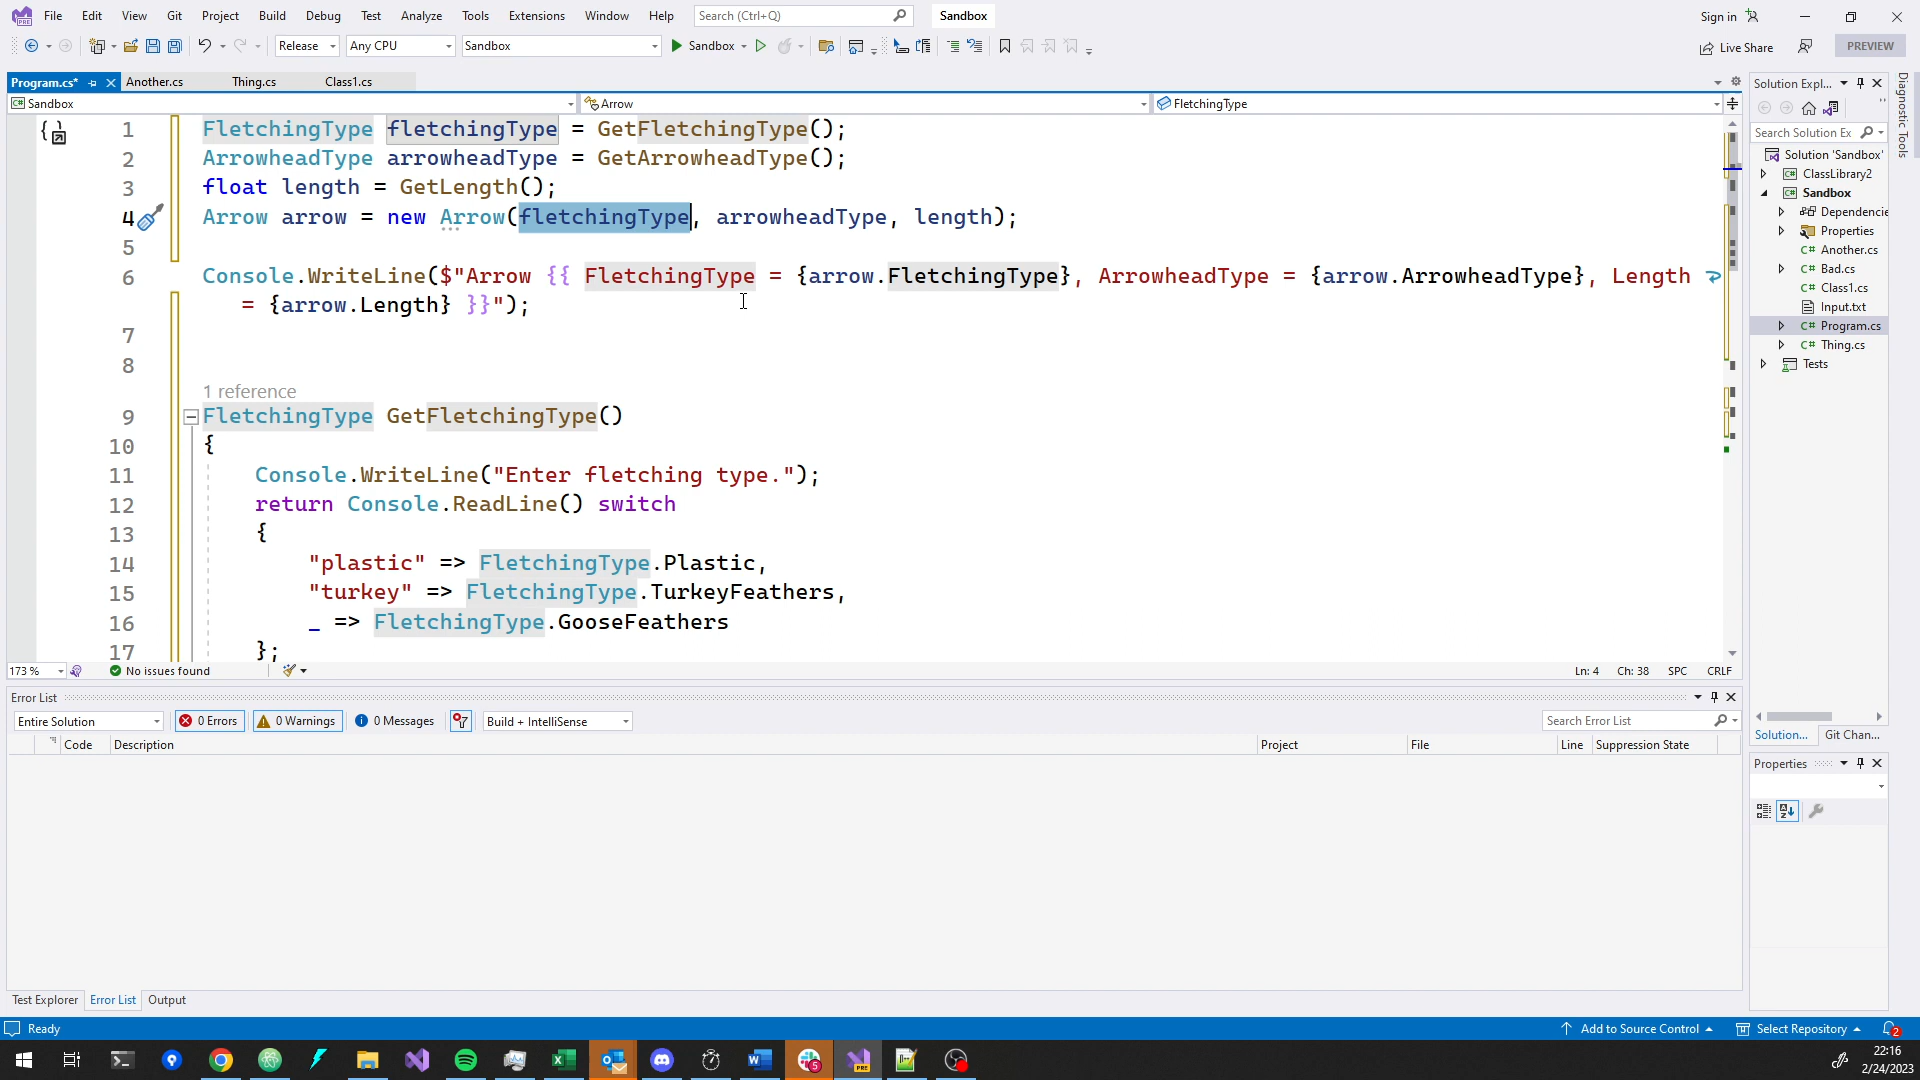 File Edit View Git Project Build Debug Test Analyze Tools Extensions Window Help Search (Ctrl+Q) Sandbox Sign in
Release Any CPU Sandbox Sandbox Live Share PREVIEW
Program.cs* Another.cs Thing.cs Class1.cs
Sandbox Arrow FletchingType
1 FletchingType fletchingType = GetFletchingType();
2 ArrowheadType arrowheadType = GetArrowheadType();
3 float length = GetLength();
4 Arrow arrow = new Arrow(fletchingType, arrowheadType, length);
5
6 Console.WriteLine($"Arrow {{ FletchingType = {arrow.FletchingType}, ArrowheadType = {arrow.ArrowheadType}, Length
= {arrow.Length} }}");
7
8
1 reference
9 FletchingType GetFletchingType()
10 {
11 Console.WriteLine("Enter fletching type.");
12 return Console.ReadLine() switch
13 {
14 "plastic" => FletchingType.Plastic,
15 "turkey" => FletchingType.TurkeyFeathers,
16 _ => FletchingType.GooseFeathers
17 };
173 % No issues found Ln: 4 Ch: 38 SPC CRLF
Solution Expl...
Search Solution Ex
Solution 'Sandbox'
ClassLibrary2
Sandbox
Dependencie
Properties
Another.cs
Bad.cs
Class1.cs
Input.txt
Program.cs
Thing.cs
Tests
Solution... Git Chan...
Properties
Diagnostic Tools
Error List
Entire Solution 0 Errors 0 Warnings 0 Messages Build + IntelliSense Search Error List
Code Description Project File Line Suppression State
Test Explorer Error List Output
Ready Add to Source Control Select Repository 2
22:16
2/24/2023